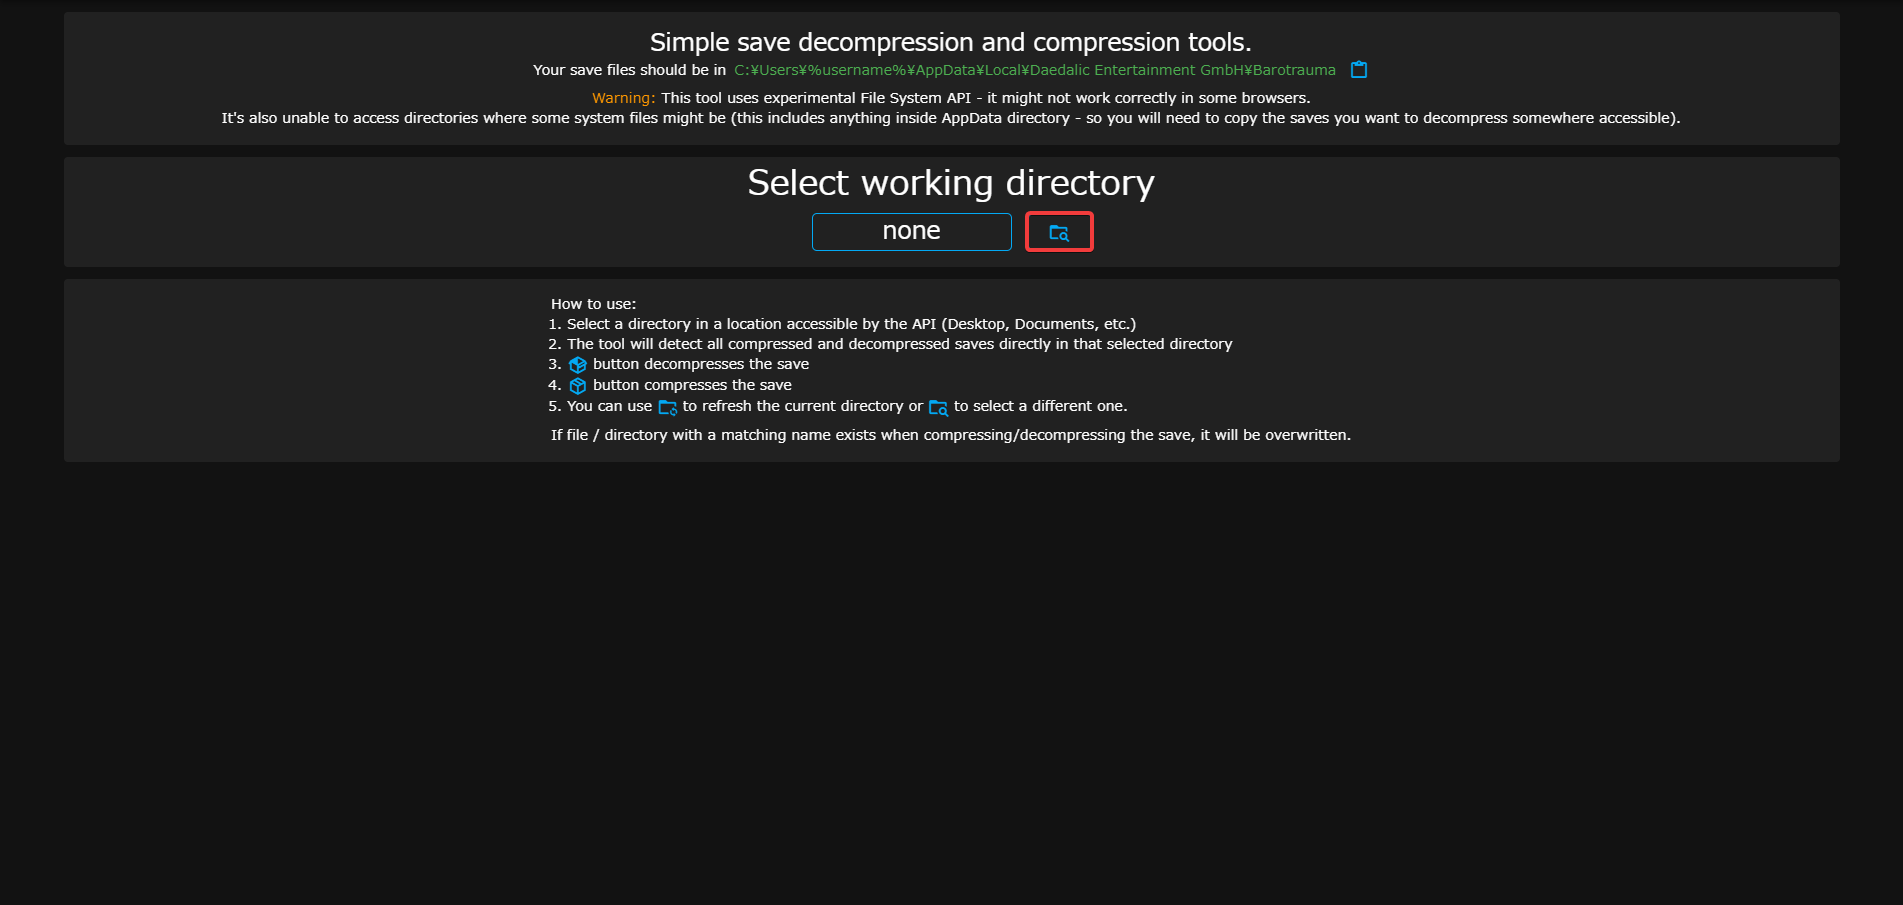 Simple save decompression and compression tools.
Your save files should be in C:¥Users¥%username%¥AppData¥Local¥Daedalic Entertainment GmbH¥Barotrauma
Warning: This tool uses experimental File System API - it might not work correctly in some browsers.
It's also unable to access directories where some system files might be (this includes anything inside AppData directory - so you will need to copy the saves you want to decompress somewhere accessible).
Select working directory
none
How to use:
1. Select a directory in a location accessible by the API (Desktop, Documents, etc.)
2. The tool will detect all compressed and decompressed saves directly in that selected directory
3. button decompresses the save
4. button compresses the save
5. You can use to refresh the current directory or to select a different one.
If file / directory with a matching name exists when compressing/decompressing the save, it will be overwritten.